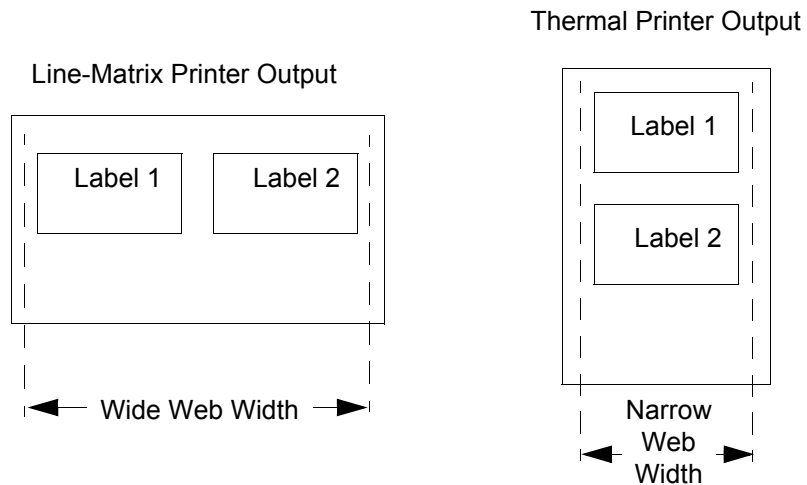 Line-Matrix Printer Output
Label 1 Label 2
Wide Web Width
Thermal Printer Output
Label 1
Label 2
Narrow
Web
Width